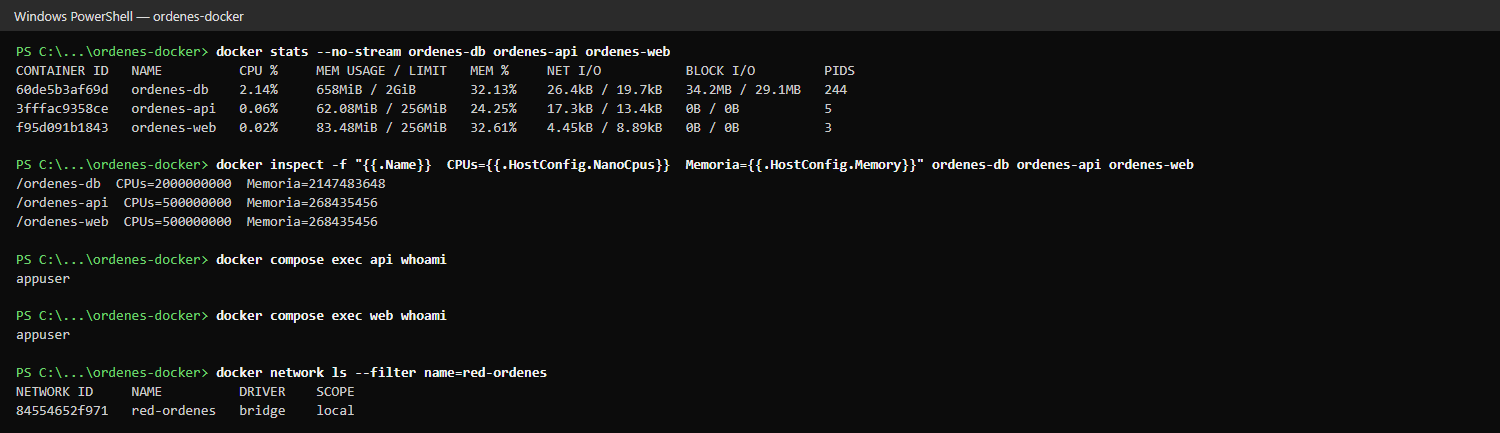 Windows PowerShell — ordenes-docker
PS C:\...\ordenes-docker> docker stats --no-stream ordenes-db ordenes-api ordenes-web
CONTAINER ID   NAME          CPU %     MEM USAGE / LIMIT   MEM %     NET I/O           BLOCK I/O         PIDS
60de5b3af69d   ordenes-db    2.14%     658MiB / 2GiB       32.13%    26.4kB / 19.7kB   34.2MB / 29.1MB   244
3fffac9358ce   ordenes-api   0.06%     62.08MiB / 256MiB   24.25%    17.3kB / 13.4kB   0B / 0B           5
f95d091b1843   ordenes-web   0.02%     83.48MiB / 256MiB   32.61%    4.45kB / 8.89kB   0B / 0B           3
PS C:\...\ordenes-docker> docker inspect -f "{{.Name}}  CPUs={{.HostConfig.NanoCpus}}  Memoria={{.HostConfig.Memory}}" ordenes-db ordenes-api ordenes-web
/ordenes-db  CPUs=2000000000  Memoria=2147483648
/ordenes-api  CPUs=500000000  Memoria=268435456
/ordenes-web  CPUs=500000000  Memoria=268435456
PS C:\...\ordenes-docker> docker compose exec api whoami
appuser
PS C:\...\ordenes-docker> docker compose exec web whoami
appuser
PS C:\...\ordenes-docker> docker network ls --filter name=red-ordenes
NETWORK ID     NAME          DRIVER    SCOPE
84554652f971   red-ordenes   bridge    local